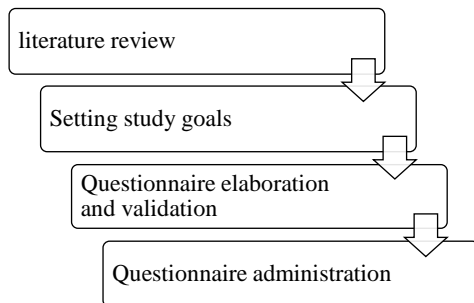 literature review
Setting study goals
Questionnaire elaboration
and validation
Questionnaire administration